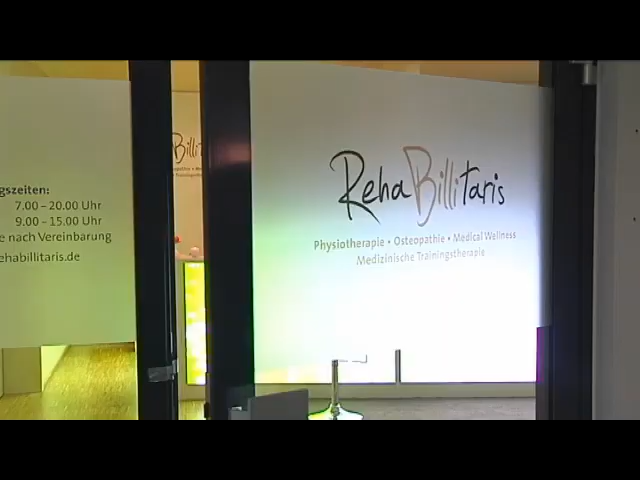 gszeiten:
7.00 – 20.00 Uhr
9.00 – 15.00 Uhr
e nach Vereinbarung
ehabillitaris.de
RehaBillitaris
Physiotherapie • Osteopathie • Medical Wellness
Medizinische Trainingstherapie